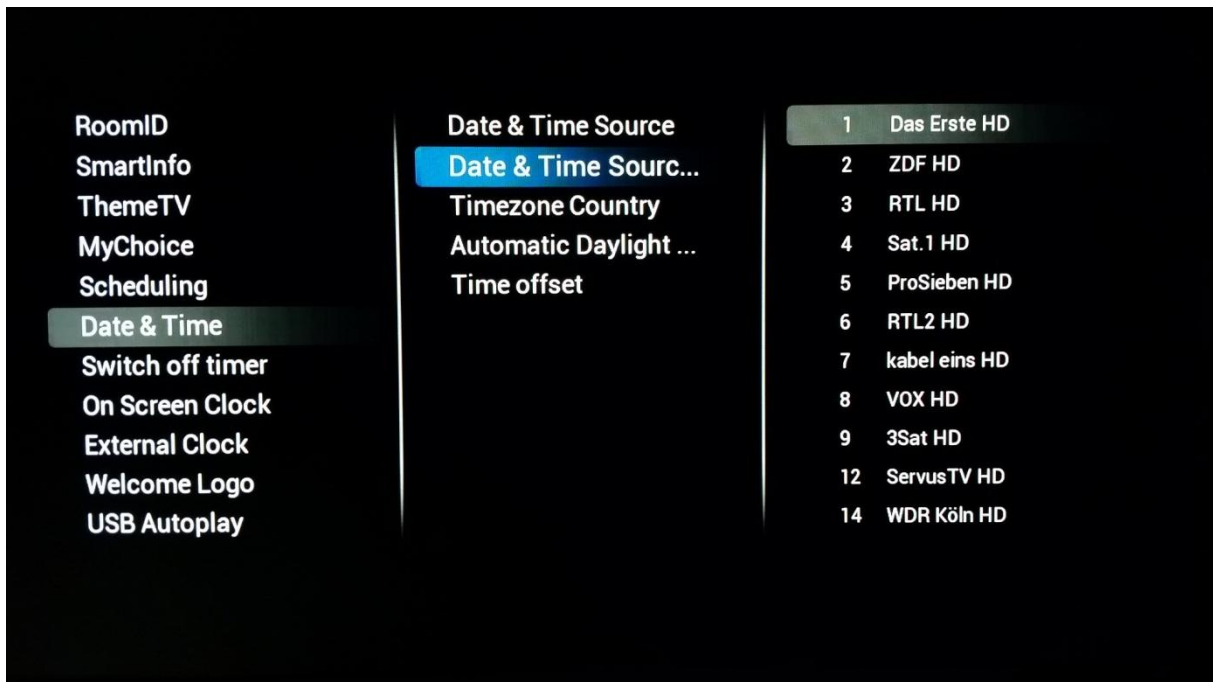 RoomID
SmartInfo
ThemeTV
MyChoice
Scheduling
Date & Time
Switch off timer
On Screen Clock
External Clock
Welcome Logo
USB Autoplay
Date & Time Source
Date & Time Sourc...
Timezone Country
Automatic Daylight ...
Time offset
1 Das Erste HD
2 ZDF HD
3 RTL HD
4 Sat.1 HD
5 ProSieben HD
6 RTL2 HD
7 kabel eins HD
8 VOX HD
9 3Sat HD
12 ServusTV HD
14 WDR Köln HD